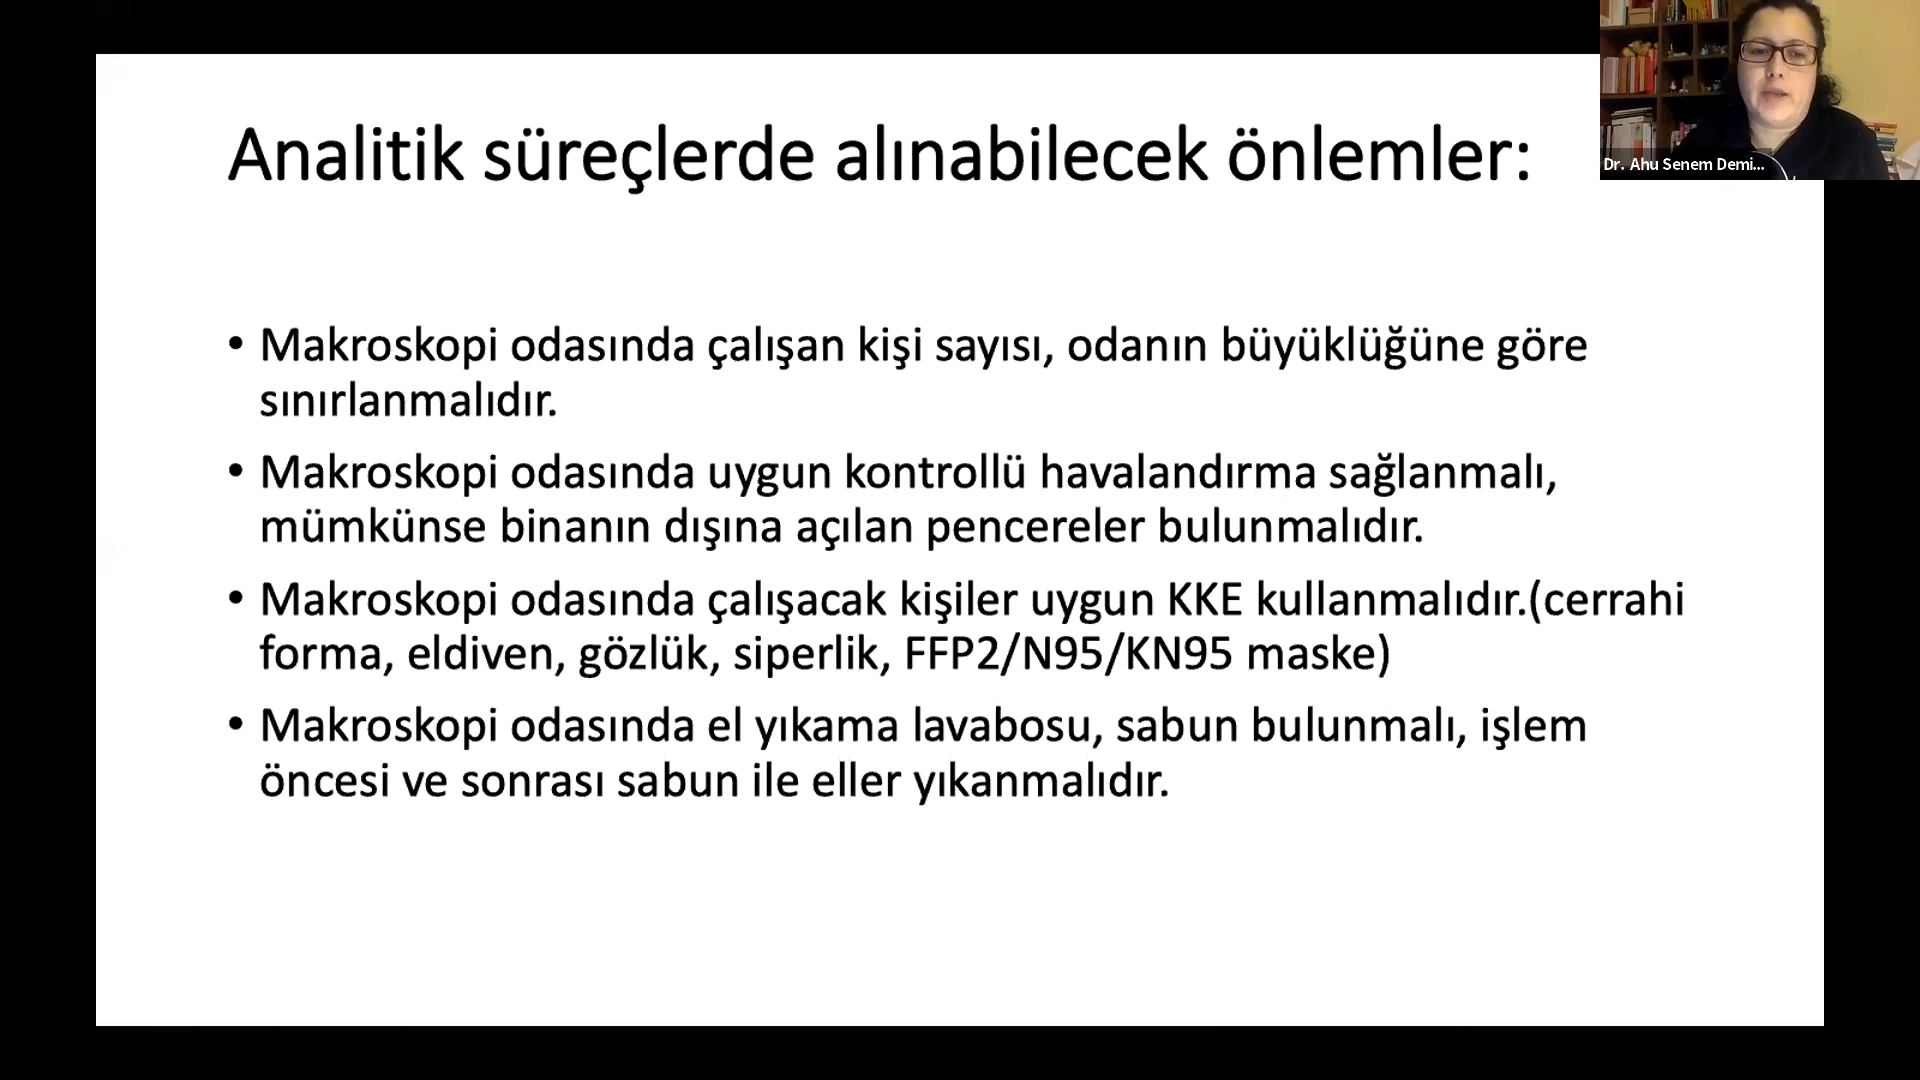 Analitik süreçlerde alınabilecek önlemler:
Dr. Ahu Senem Demi...
• Makroskopi odasında çalışan kişi sayısı, odanın büyüklüğüne göre
sınırlanmalıdır.
• Makroskopi odasında uygun kontrollü havalandırma sağlanmalı,
mümkünse binanın dışına açılan pencereler bulunmalıdır.
• Makroskopi odasında çalışacak kişiler uygun KKE kullanmalıdır.(cerrahi
forma, eldiven, gözlük, siperlik, FFP2/N95/KN95 maske)
• Makroskopi odasında el yıkama lavabosu, sabun bulunmalı, işlem
öncesi ve sonrası sabun ile eller yıkanmalıdır.